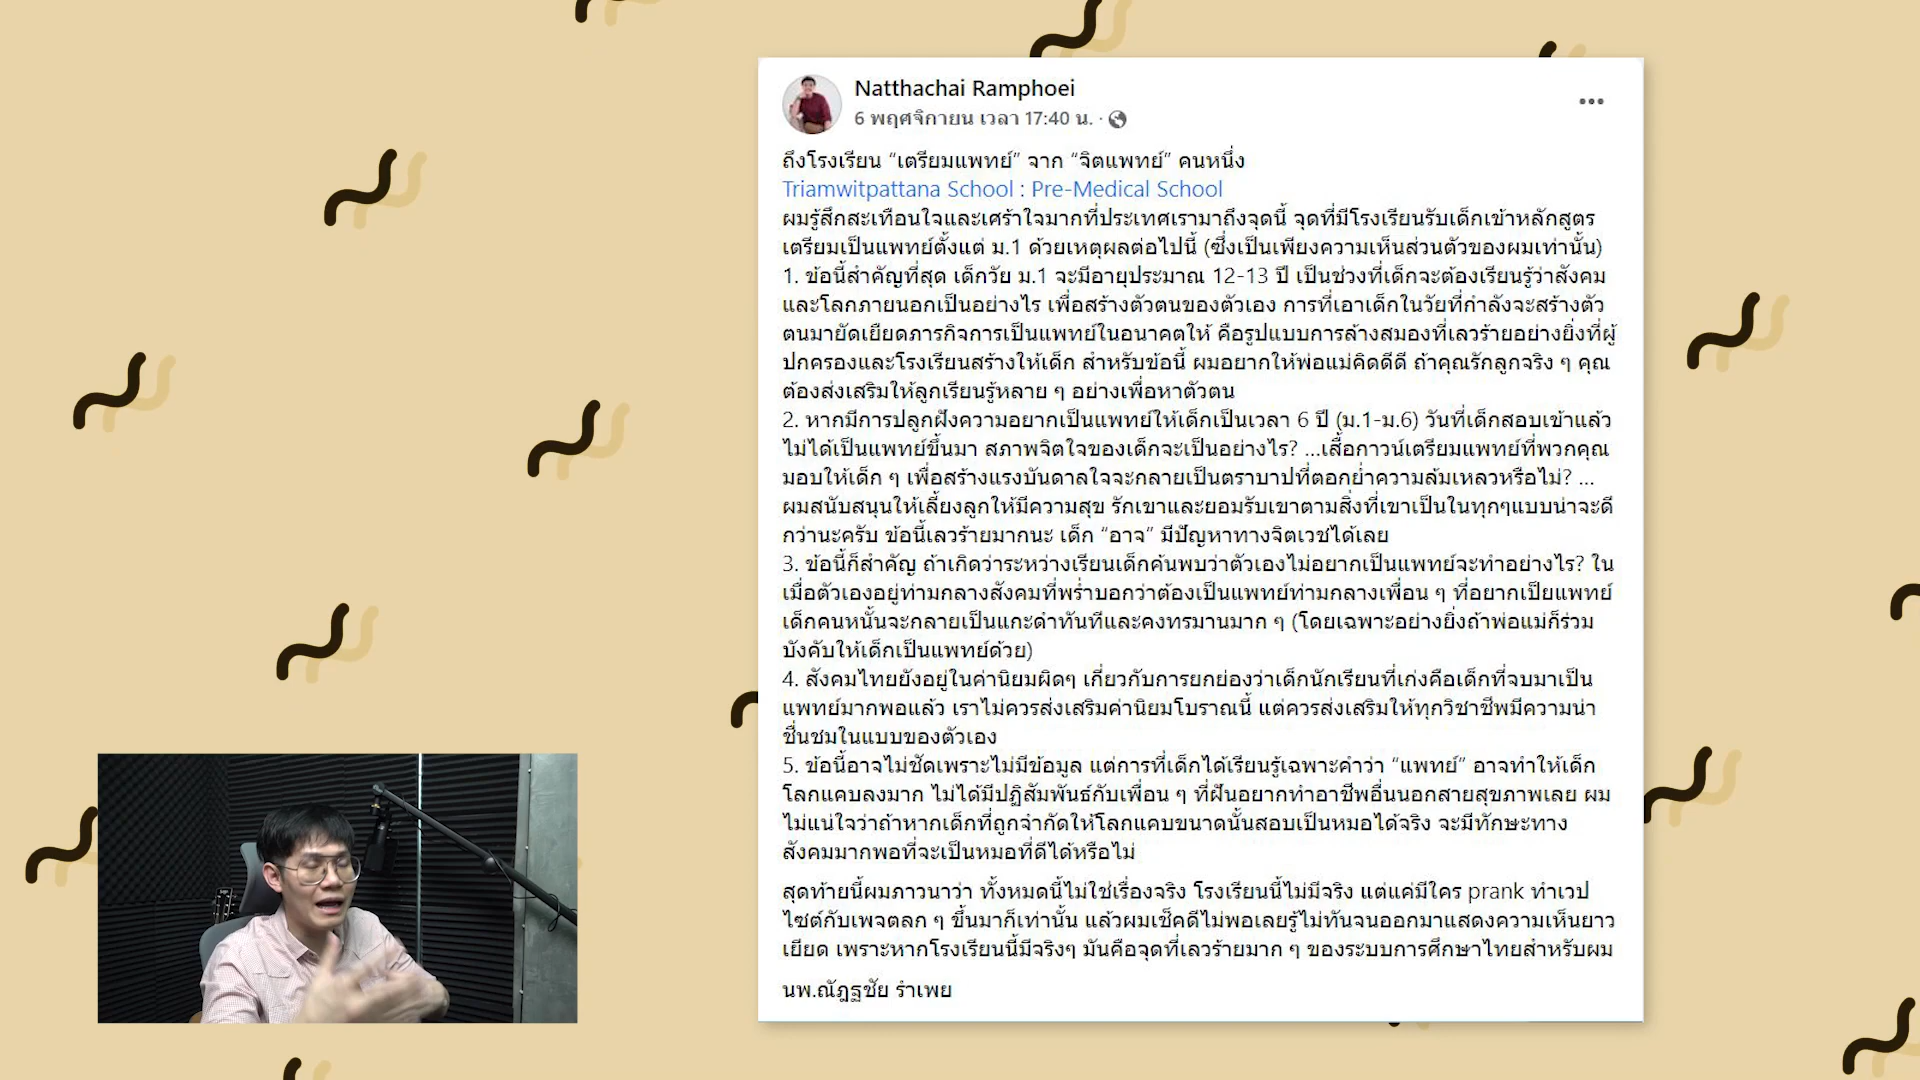 Natthachai Ramphoei
6 พฤศจิกายน เวลา 17:40 น. ·
ถึงโรงเรียน “เตรียมแพทย์” จาก “จิตแพทย์” คนหนึ่ง
Triamwitpattana School : Pre-Medical School
ผมรู้สึกสะเทือนใจและเศร้าใจมากที่ประเทศเรามาถึงจุดนี้ จุดที่มีโรงเรียนรับเด็กเข้าหลักสูตร
เตรียมเป็นแพทย์ตั้งแต่ ม.1 ด้วยเหตุผลต่อไปนี้ (ซึ่งเป็นเพียงความเห็นส่วนตัวของผมเท่านั้น)
1. ข้อนี้สำคัญที่สุด เด็กวัย ม.1 จะมีอายุประมาณ 12-13 ปี เป็นช่วงที่เด็กจะต้องเรียนรู้ว่าสังคม
และโลกภายนอกเป็นอย่างไร เพื่อสร้างตัวตนของตัวเอง การที่เอาเด็กในวัยที่กำลังจะสร้างตัว
ตนมายัดเยียดภารกิจการเป็นแพทย์ในอนาคตให้ คือรูปแบบการล้างสมองที่เลวร้ายอย่างยิ่งที่ผู้
ปกครองและโรงเรียนสร้างให้เด็ก สำหรับข้อนี้ ผมอยากให้พ่อแม่คิดดีดี ถ้าคุณรักลูกจริง ๆ คุณ
ต้องส่งเสริมให้ลูกเรียนรู้หลาย ๆ อย่างเพื่อหาตัวตน
2. หากมีการปลูกฝังความอยากเป็นแพทย์ให้เด็กเป็นเวลา 6 ปี (ม.1-ม.6) วันที่เด็กสอบเข้าแล้ว
ไม่ได้เป็นแพทย์ขึ้นมา สภาพจิตใจของเด็กจะเป็นอย่างไร? ...เสื้อกาวน์เตรียมแพทย์ที่พวกคุณ
มอบให้เด็ก ๆ เพื่อสร้างแรงบันดาลใจจะกลายเป็นตราบาปที่ตอกย้ำความล้มเหลวหรือไม่? ...
ผมสนับสนุนให้เลี้ยงลูกให้มีความสุข รักเขาและยอมรับเขาตามสิ่งที่เขาเป็นในทุกๆแบบน่าจะดี
กว่านะครับ ข้อนี้เลวร้ายมากนะ เด็ก “อาจ” มีปัญหาทางจิตเวชได้เลย
3. ข้อนี้ก็สำคัญ ถ้าเกิดว่าระหว่างเรียนเด็กค้นพบว่าตัวเองไม่อยากเป็นแพทย์จะทำอย่างไร? ใน
เมื่อตัวเองอยู่ท่ามกลางสังคมที่พร่ำบอกว่าต้องเป็นแพทย์ท่ามกลางเพื่อน ๆ ที่อยากเปียแพทย์
เด็กคนหนั้นจะกลายเป็นแกะดำทันทีและคงทรมานมาก ๆ (โดยเฉพาะอย่างยิ่งถ้าพ่อแม่ก็ร่วม
บังคับให้เด็กเป็นแพทย์ด้วย)
4. สังคมไทยยังอยู่ในค่านิยมผิดๆ เกี่ยวกับการยกย่องว่าเด็กนักเรียนที่เก่งคือเด็กที่จบมาเป็น
แพทย์มากพอแล้ว เราไม่ควรส่งเสริมค่านิยมโบราณนี้ แต่ควรส่งเสริมให้ทุกวิชาชีพมีความน่า
ชื่นชมในแบบของตัวเอง
5. ข้อนี้อาจไม่ชัดเพราะไม่มีข้อมูล แต่การที่เด็กได้เรียนรู้เฉพาะคำว่า “แพทย์” อาจทำให้เด็ก
โลกแคบลงมาก ไม่ได้มีปฏิสัมพันธ์กับเพื่อน ๆ ที่ฝันอยากทำอาชีพอื่นนอกสายสุขภาพเลย ผม
ไม่แน่ใจว่าถ้าหากเด็กที่ถูกจำกัดให้โลกแคบขนาดนั้นสอบเป็นหมอได้จริง จะมีทักษะทาง
สังคมมากพอที่จะเป็นหมอที่ดีได้หรือไม่
สุดท้ายนี้ผมภาวนาว่า ทั้งหมดนี้ไม่ใช่เรื่องจริง โรงเรียนนี้ไม่มีจริง แต่แค่มีใคร prank ทำเวป
ไซต์กับเพจตลก ๆ ขึ้นมาก็เท่านั้น แล้วผมเช็คดีไม่พอเลยรู้ไม่ทันจนออกมาแสดงความเห็นยาว
เยียด เพราะหากโรงเรียนนี้มีจริงๆ มันคือจุดที่เลวร้ายมาก ๆ ของระบบการศึกษาไทยสำหรับผม
นพ.ณัฎฐชัย รำเพย